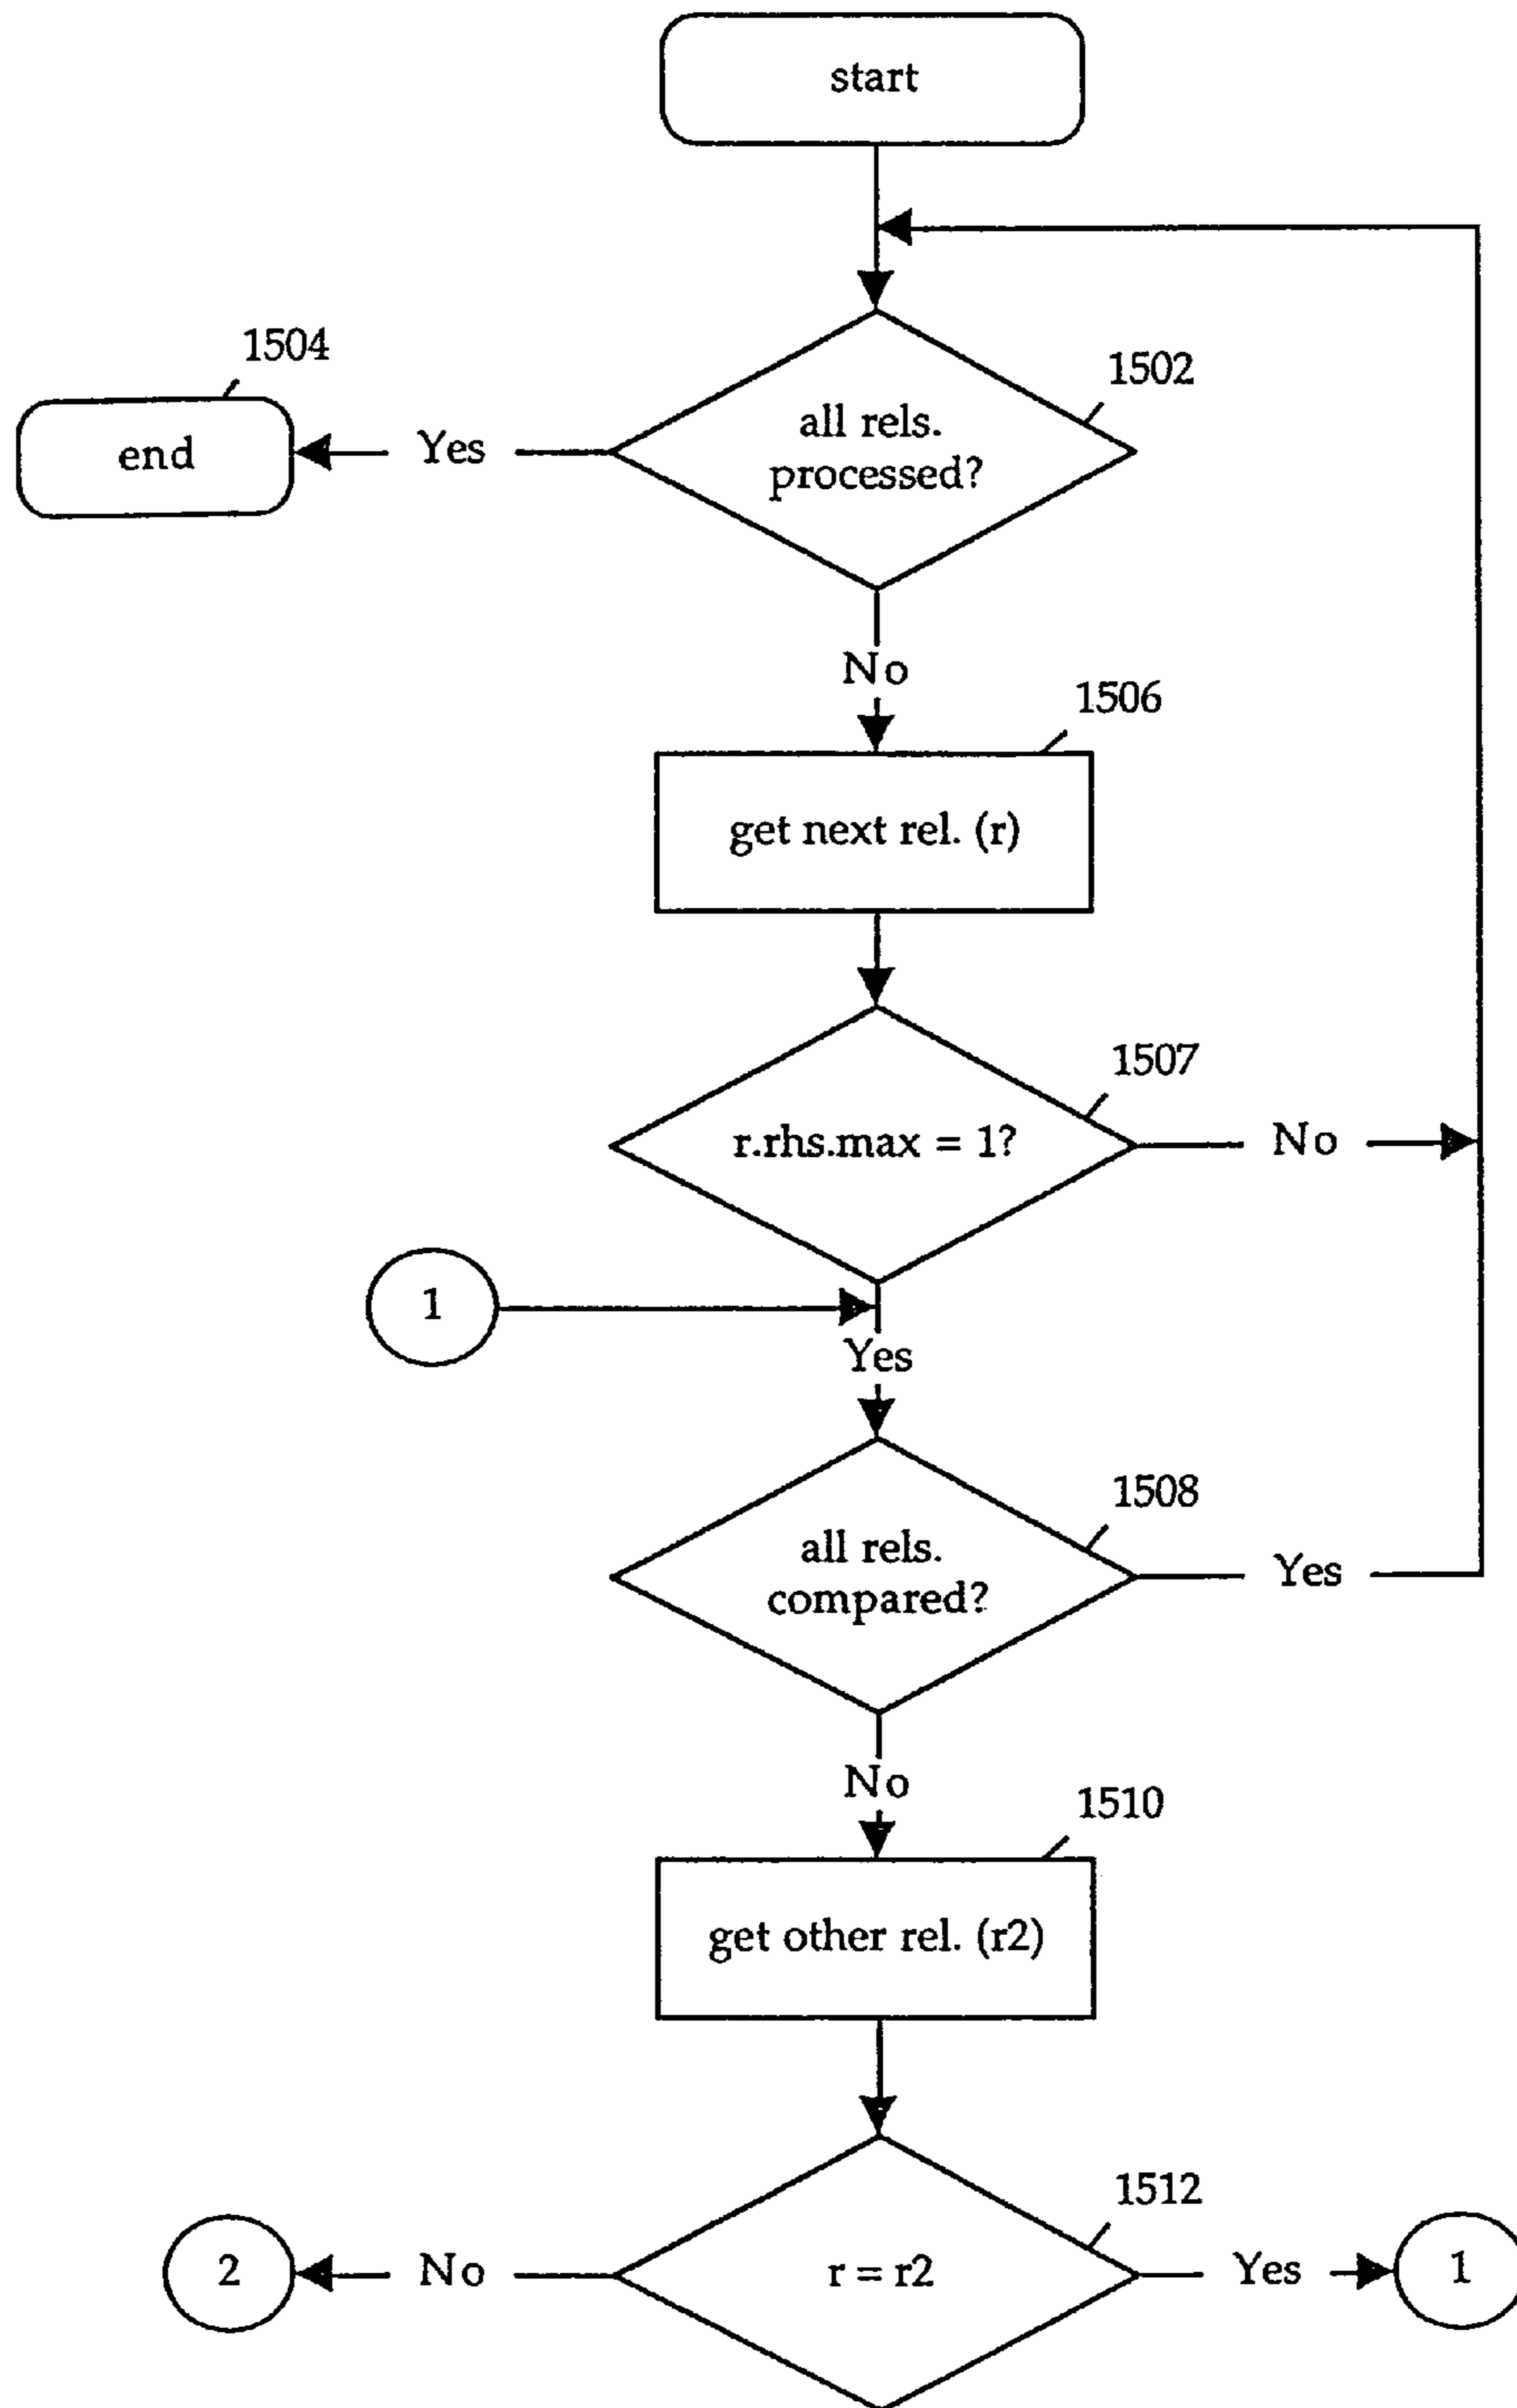 start
1504
1502
end
Yes
all rels.
processed?
No
1506
get next rel. (r)
1507
r.rhs.max = 1?
No
1
Yes
1508
all rels.
compared?
Yes
No
1510
get other rel. (r2)
1512
2
No
r = r2
Yes
1